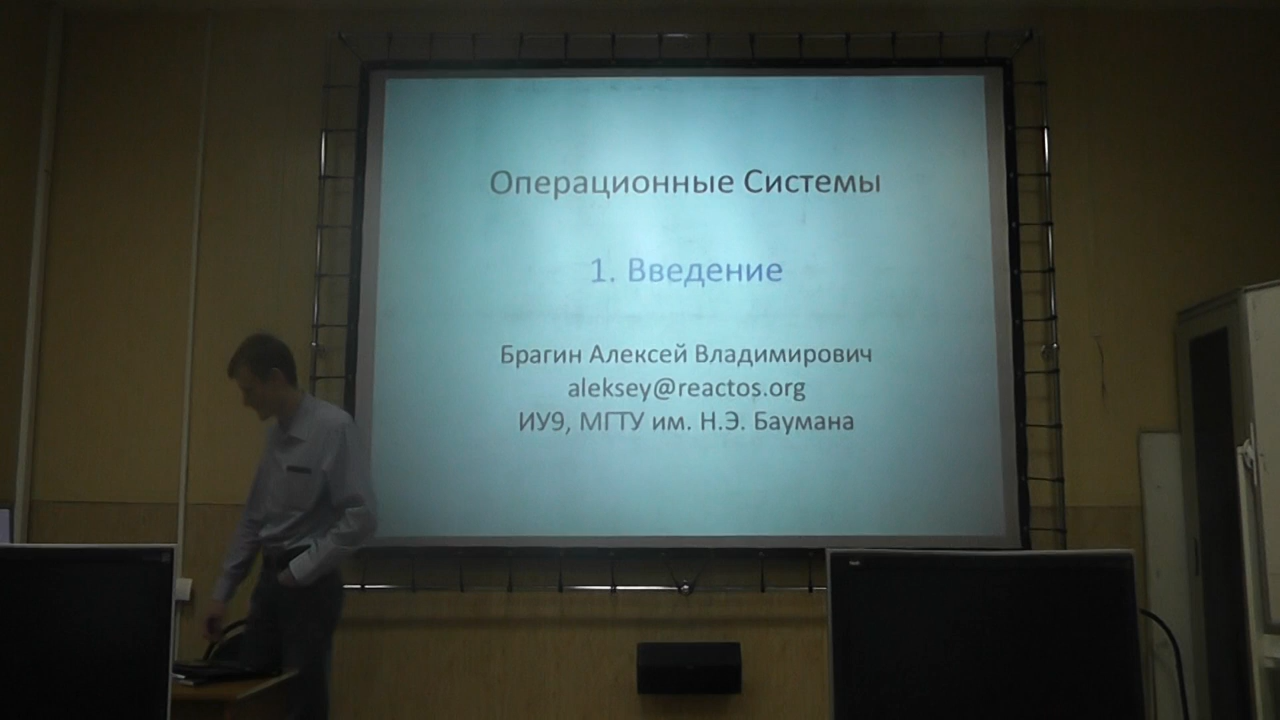 Операционные Системы
1. Введение
Брагин Алексей Владимирович
aleksey@reactos.org
ИУ9, МГТУ им. Н.Э. Баумана